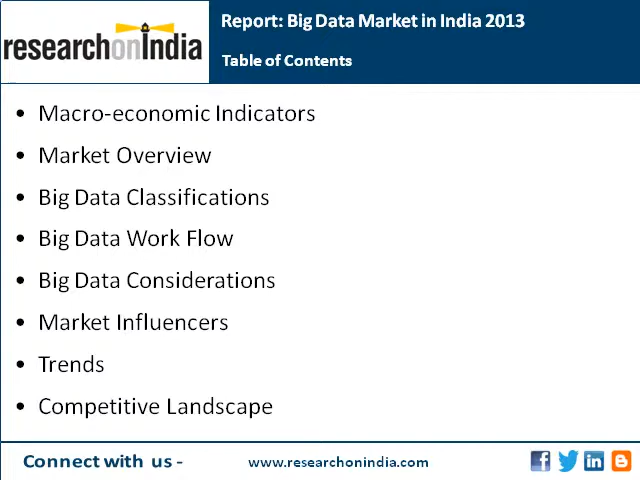 researchonindia
Report: Big Data Market in India 2013
Table of Contents
• Macro-economic Indicators
• Market Overview
• Big Data Classifications
• Big Data Work Flow
• Big Data Considerations
• Market Influencers
• Trends
• Competitive Landscape
Connect with us - www.researchonindia.com